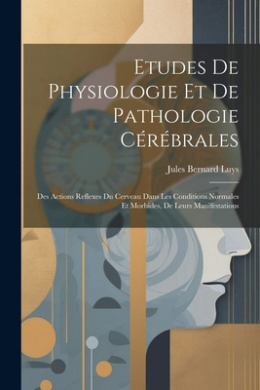 Etudes De
Physiologie Et De
Pathologie
Cérébrales
Jules Bernard Luys
Des Actions Reflexes Du Cerveau Dans Les Conditions Normales
Et Morbides. De Leurs Manifestations